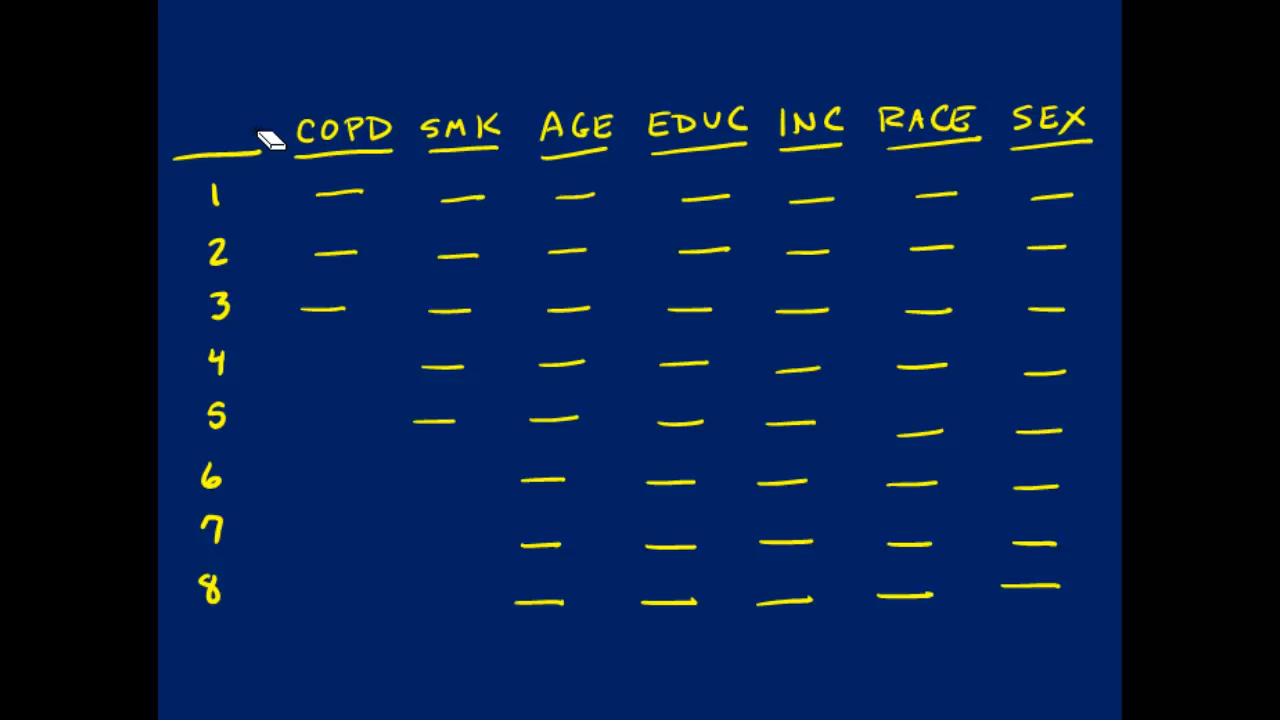 COPD SMK AGE EDUC INC RACE SEX
1 — — — — — — —
2 — — — — — — —
3 — — — — — — —
4 — — — — — —
5 — — — — — —
6 — — — — —
7 — — — — —
8 — — — — —